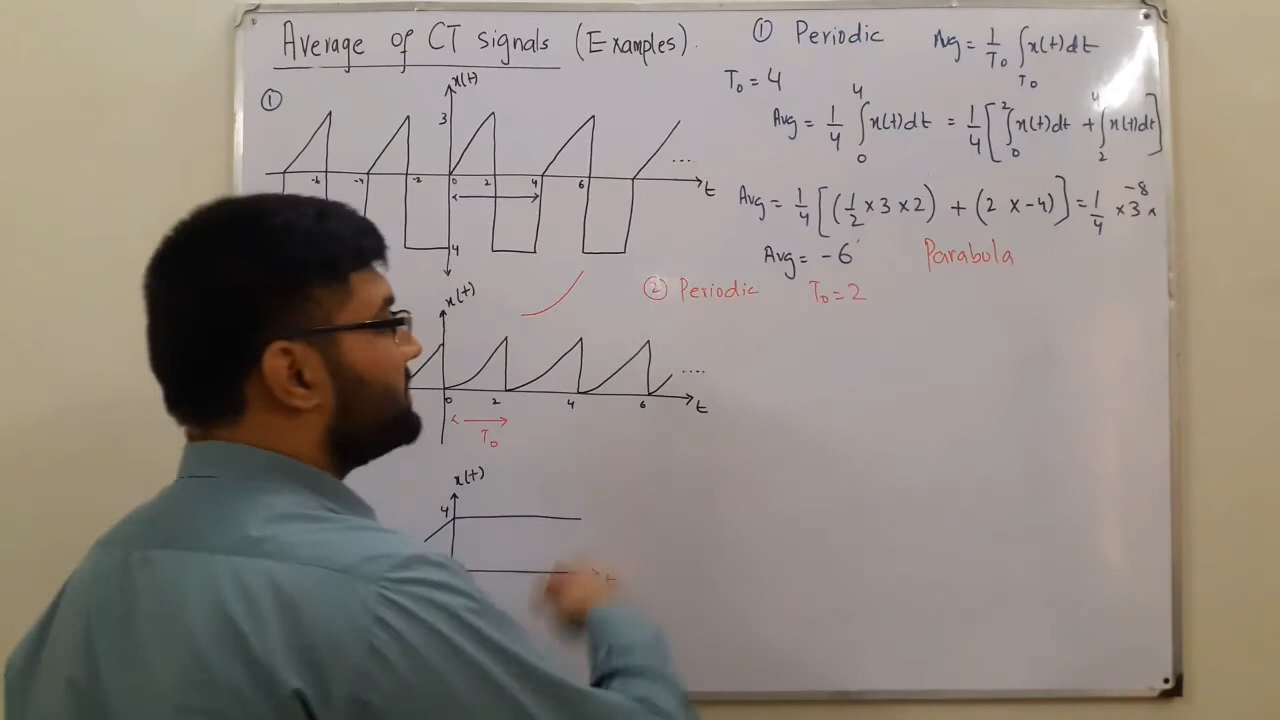 Average of CT signals (Examples).
① Periodic Avg = 1/T₀ ∫_T₀ x(t)dt
T₀ = 4
Avg = 1/4 ∫₀⁴ x(t)dt = 1/4 [∫₀² x(t)dt + ∫₂⁴ x(t)dt]
Avg = 1/4 [(1/2 ×3 ×2) + (2 × -4)] = 1/4 × 3 × -8
Avg = -6 Parabola
② Periodic T₀ = 2
①
x(t)
3
-6 -4 -2 0 2 4 6 .... t
4
x(t)
0 2 4 6 .... t
T₀
x(t)
4
t